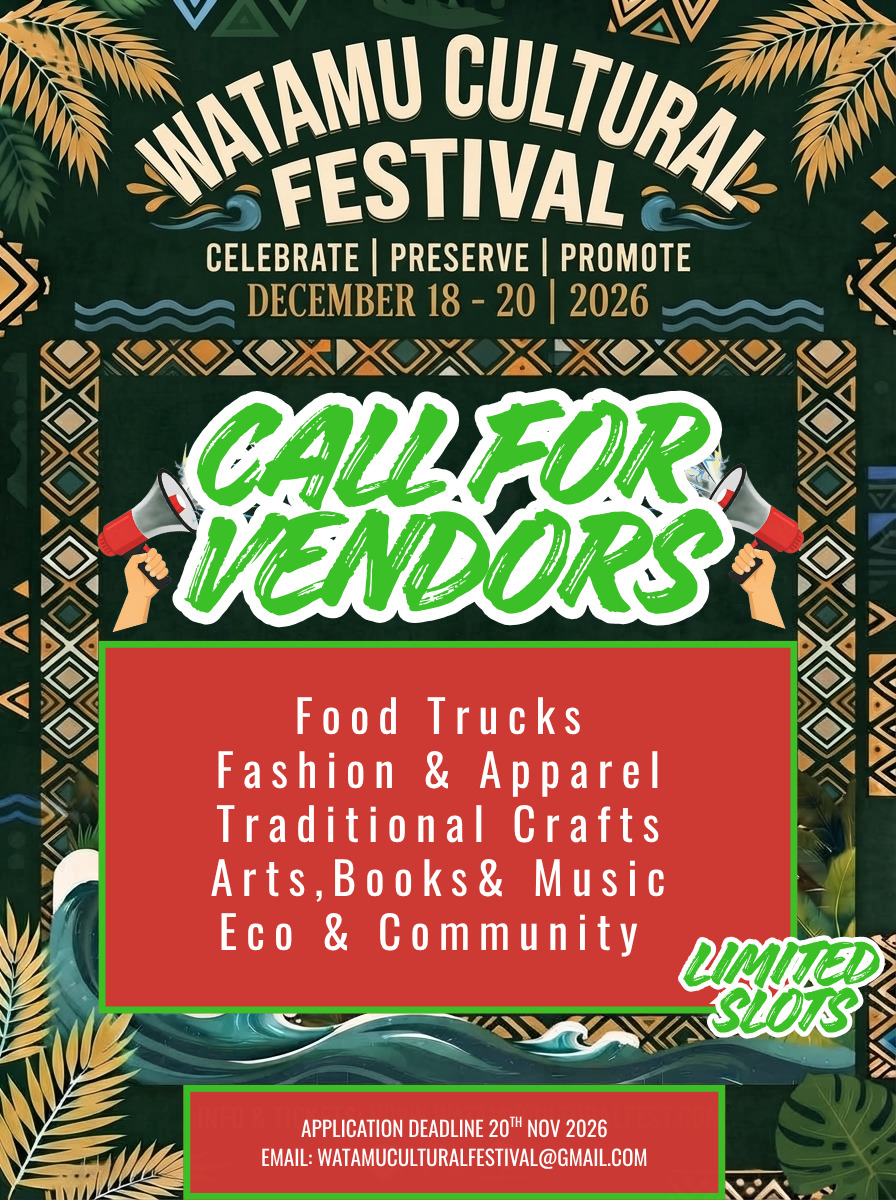 WATAMU CULTURAL
FESTIVAL
CELEBRATE | PRESERVE | PROMOTE
DECEMBER 18 - 20 | 2026
CALL FOR
VENDORS
Food Trucks
Fashion & Apparel
Traditional Crafts
Arts,Books& Music
Eco & Community
LIMITED
SLOTS
APPLICATION DEADLINE 20TH NOV 2026
EMAIL: WATAMUCULTURALFESTIVAL@GMAIL.COM